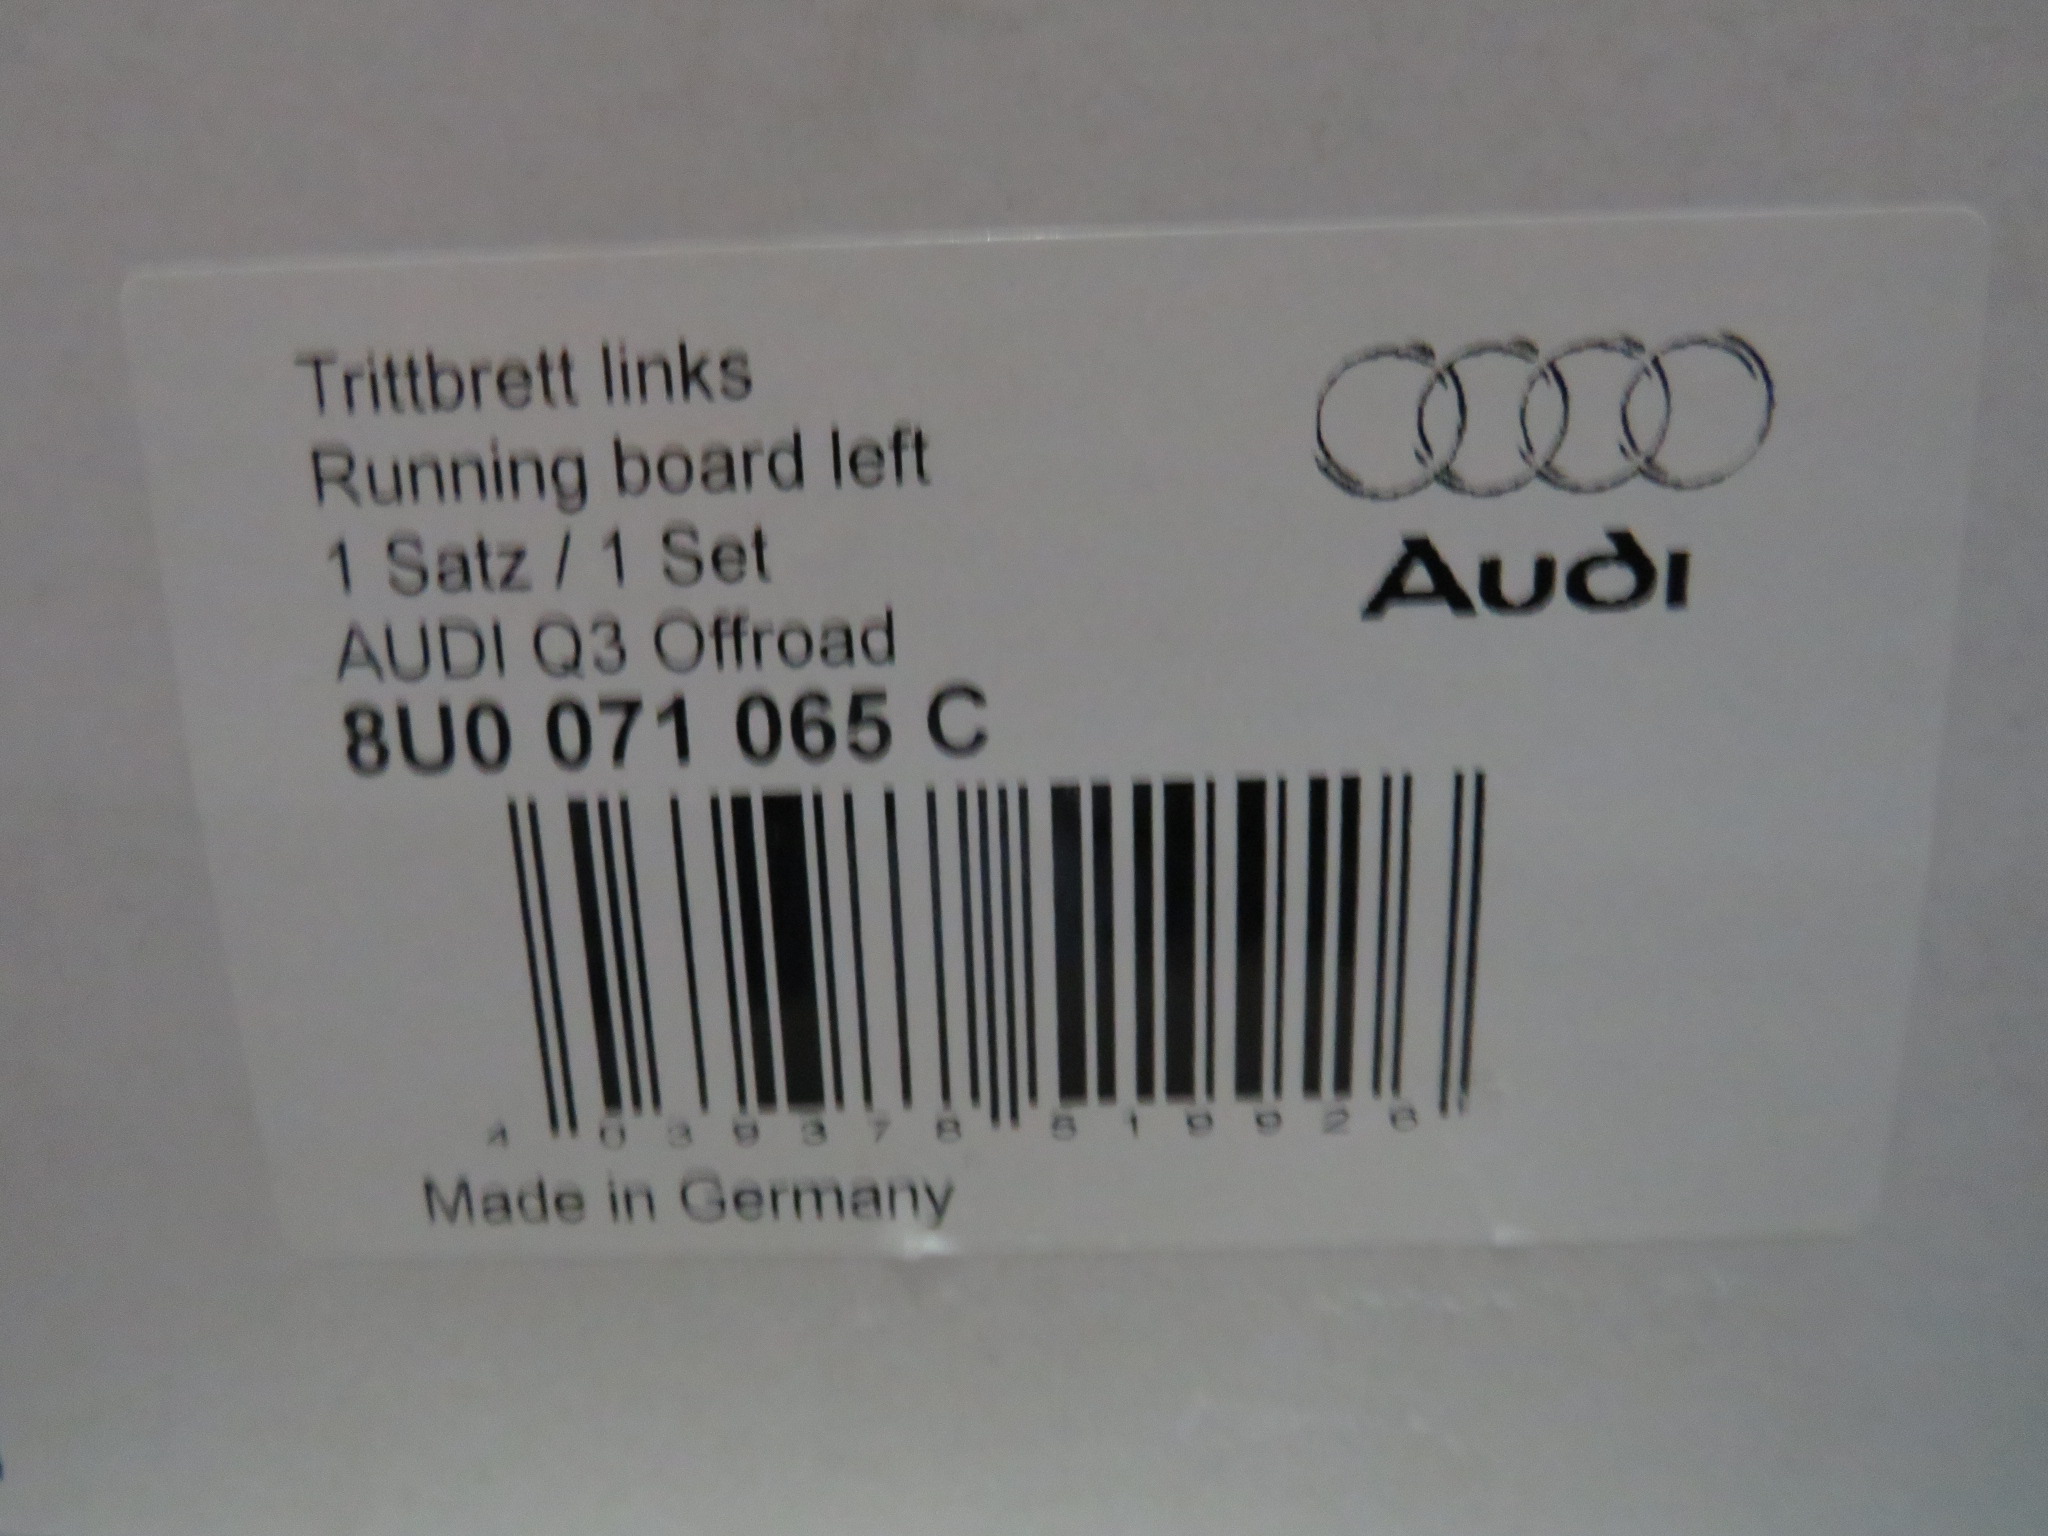 Trittbrett links
Running board left
1 Satz / 1 Set
AUDI Q3 Offroad
8U0 071 065 C
Audi
4 039378 519926
Made in Germany